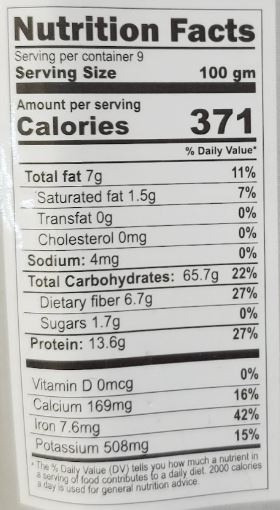 Nutrition Facts
Serving per container 9
Serving Size 100 gm
Amount per serving
Calories 371
% Daily Value*
Total fat 7g 11%
Saturated fat 1.5g 7%
Transfat 0g 0%
Cholesterol 0mg 0%
Sodium: 4mg 0%
Total Carbohydrates: 65.7g 22%
Dietary fiber 6.7g 27%
Sugars 1.7g 0%
Protein: 13.6g 27%
Vitamin D 0mcg 0%
Calcium 169mg 16%
Iron 7.6mg 42%
Potassium 508mg 15%
* The % Daily Value (DV) tells you how much a nutrient in
a serving of food contributes to a daily diet. 2000 calories
a day is used for general nutrition advice.